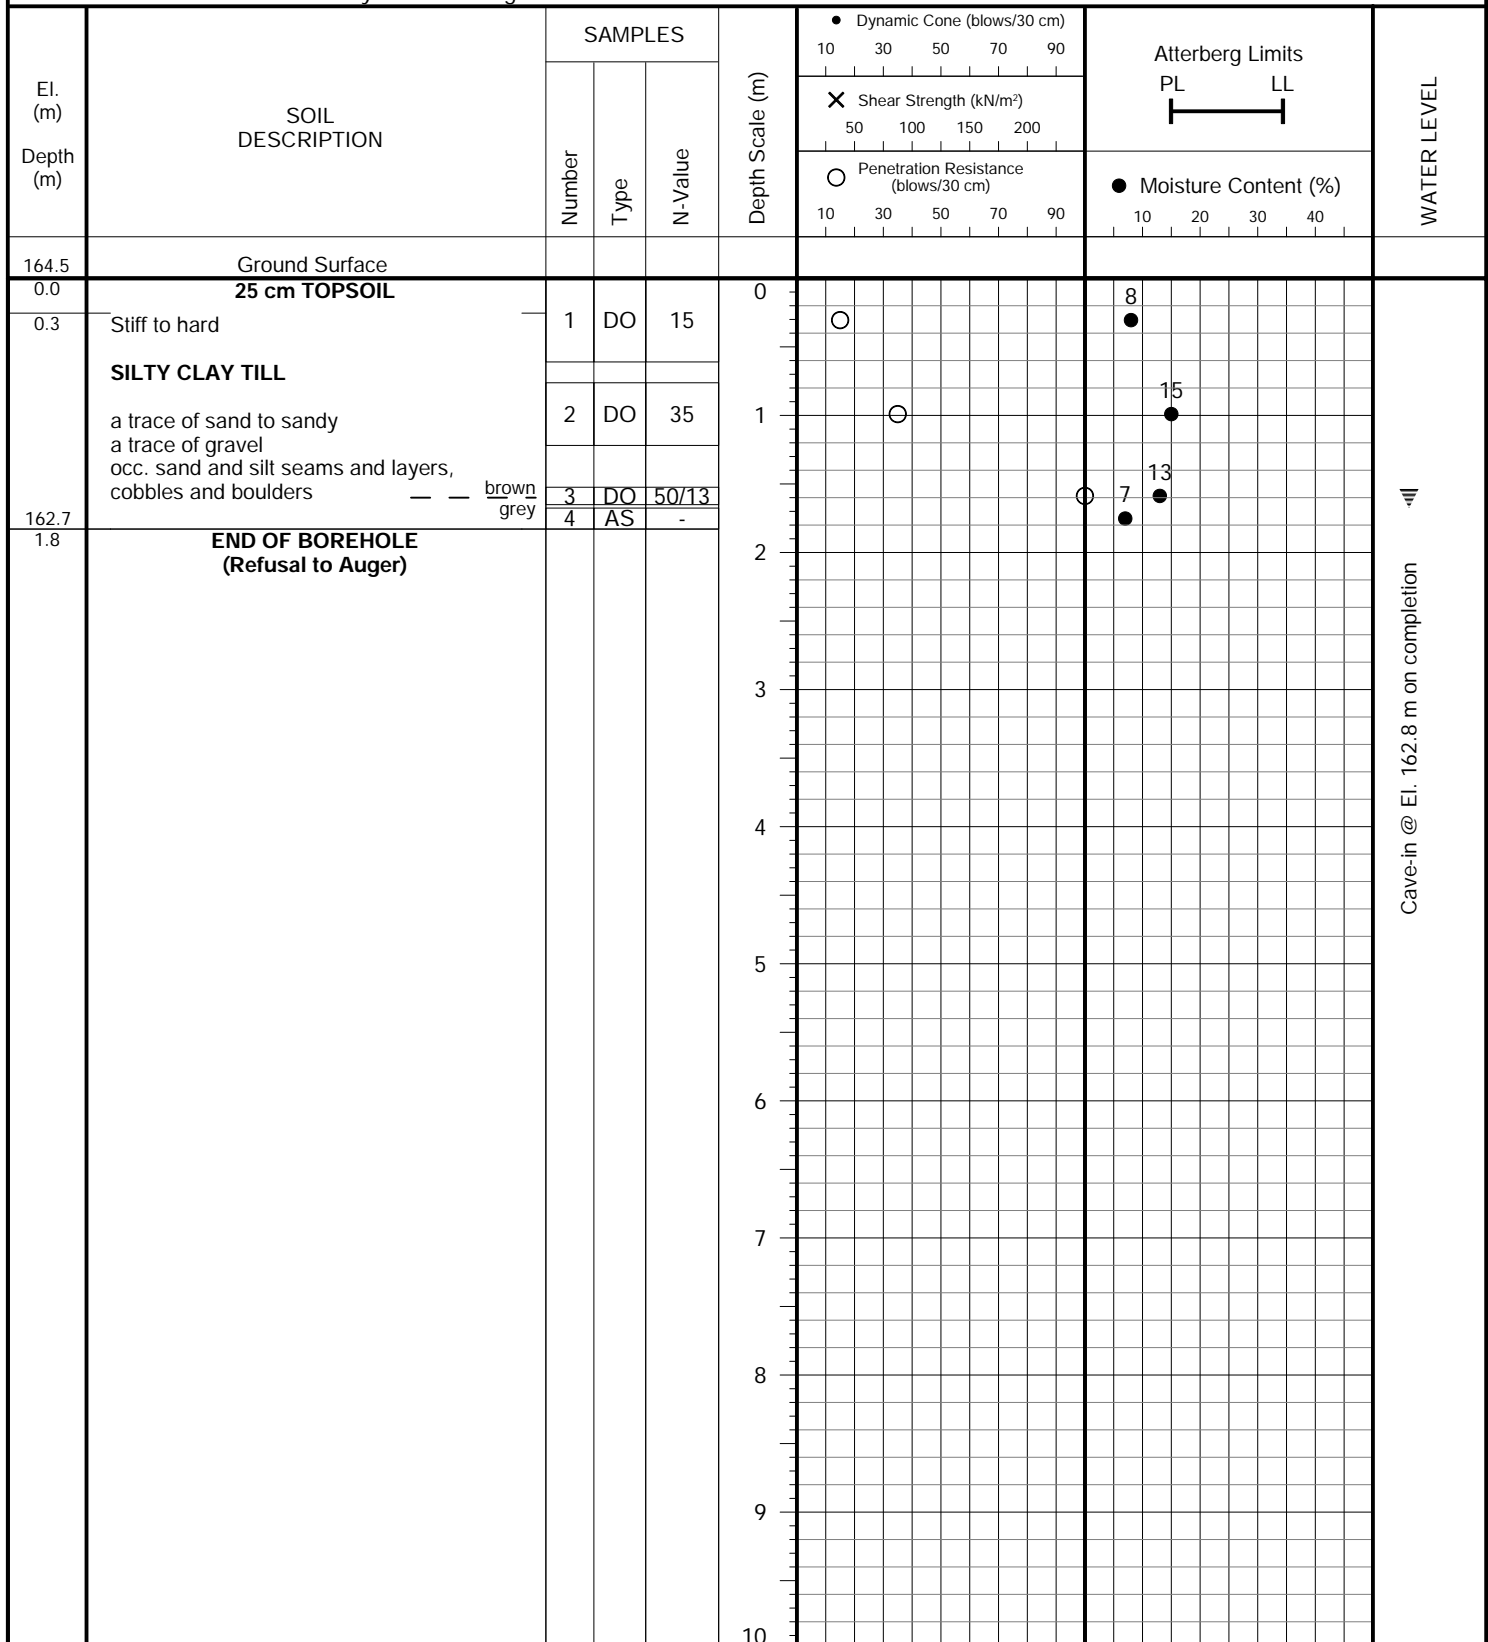 El.
(m)
Depth
(m)
SOIL
DESCRIPTION
SAMPLES
Number
Type
N-Value
Depth Scale (m)
● Dynamic Cone (blows/30 cm)
10 30 50 70 90
✕ Shear Strength (kN/m²)
50 100 150 200
○ Penetration Resistance
(blows/30 cm)
10 30 50 70 90
Atterberg Limits
PL LL
● Moisture Content (%)
10 20 30 40
WATER LEVEL
164.5 Ground Surface
0.0 25 cm TOPSOIL 0
8
0.3 Stiff to hard 1 DO 15
SILTY CLAY TILL
15
a trace of sand to sandy 2 DO 35 1
a trace of gravel
occ. sand and silt seams and layers,
13
cobbles and boulders — — brown 3 DO 50/13 7
grey
162.7 4 AS -
1.8 END OF BOREHOLE 2
(Refusal to Auger)
3
4
5
6
7
8
9
10
Cave-in @ El. 162.8 m on completion